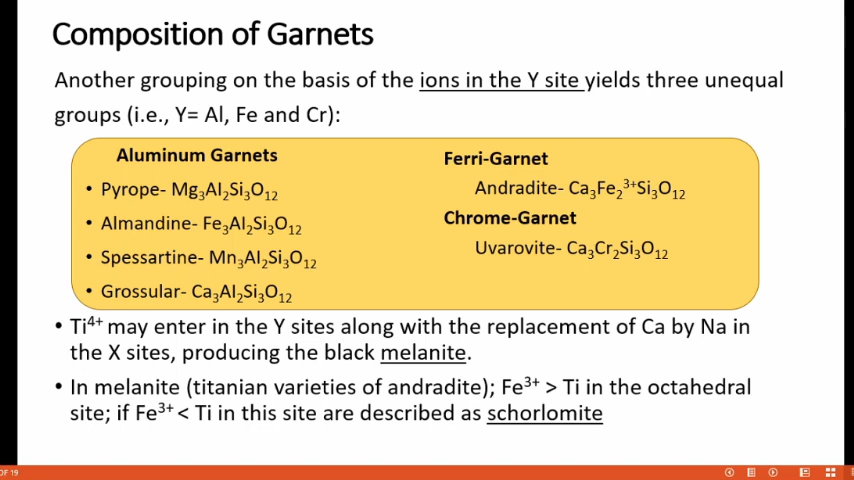 Composition of Garnets
Another grouping on the basis of the ions in the Y site yields three unequal
groups (i.e., Y= Al, Fe and Cr):
Aluminum Garnets
• Pyrope- Mg₃Al₂Si₃O₁₂
• Almandine- Fe₃Al₂Si₃O₁₂
• Spessartine- Mn₃Al₂Si₃O₁₂
• Grossular- Ca₃Al₂Si₃O₁₂
Ferri-Garnet
Andradite- Ca₃Fe₂³⁺Si₃O₁₂
Chrome-Garnet
Uvarovite- Ca₃Cr₂Si₃O₁₂
• Ti⁴⁺ may enter in the Y sites along with the replacement of Ca by Na in
the X sites, producing the black melanite.
• In melanite (titanian varieties of andradite); Fe³⁺ > Ti in the octahedral
site; if Fe³⁺ < Ti in this site are described as schorlomite
OF 19